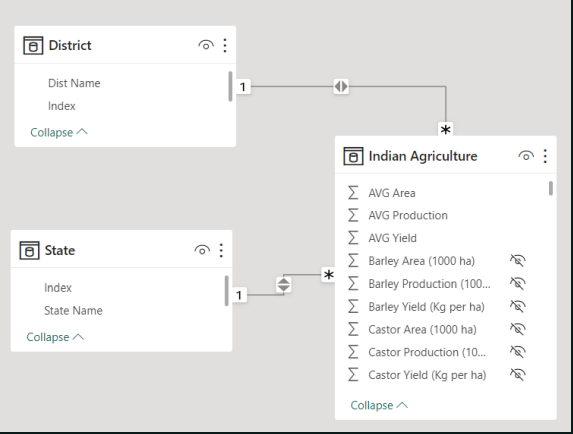 District
Dist Name
Index
Collapse
1
*
Indian Agriculture
AVG Area
AVG Production
AVG Yield
Barley Area (1000 ha)
Barley Production (100...
Barley Yield (Kg per ha)
Castor Area (1000 ha)
Castor Production (10...
Castor Yield (Kg per ha)
Collapse
State
Index
State Name
Collapse
1
*